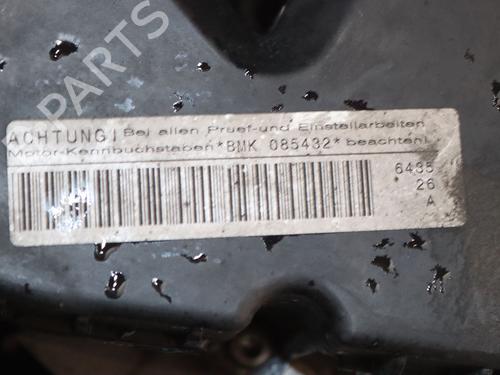 PARTS
ACHTUNG! Bei allen Pruef-und Einstellarbeiten
Motor-Kennbuchstaben *BMK 085432* beachten!
6435
26
A